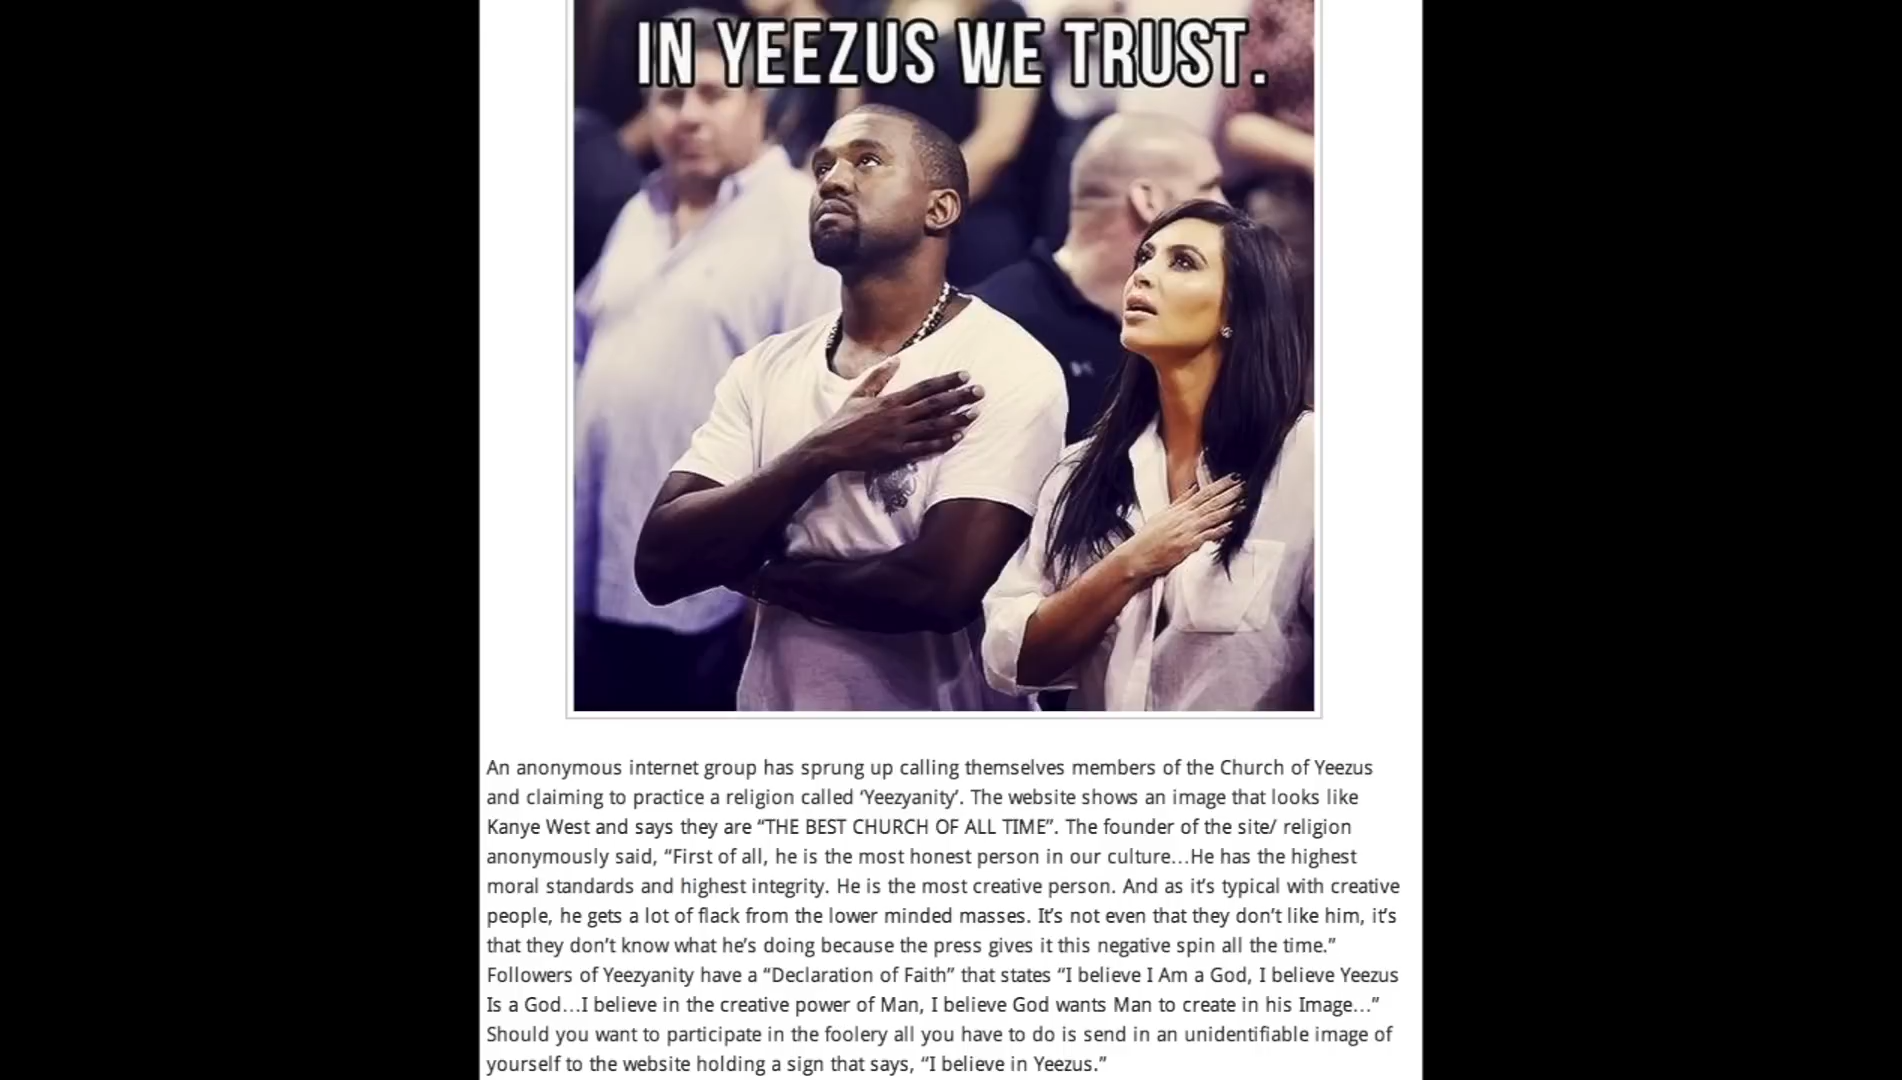 IN YEEZUS WE TRUST.
An anonymous internet group has sprung up calling themselves members of the Church of Yeezus
and claiming to practice a religion called ‘Yeezyanity’. The website shows an image that looks like
Kanye West and says they are “THE BEST CHURCH OF ALL TIME”. The founder of the site/ religion
anonymously said, “First of all, he is the most honest person in our culture…He has the highest
moral standards and highest integrity. He is the most creative person. And as it’s typical with creative
people, he gets a lot of flack from the lower minded masses. It’s not even that they don’t like him, it’s
that they don’t know what he’s doing because the press gives it this negative spin all the time.”
Followers of Yeezyanity have a “Declaration of Faith” that states “I believe I Am a God, I believe Yeezus
Is a God…I believe in the creative power of Man, I believe God wants Man to create in his Image…”
Should you want to participate in the foolery all you have to do is send in an unidentifiable image of
yourself to the website holding a sign that says, “I believe in Yeezus.”